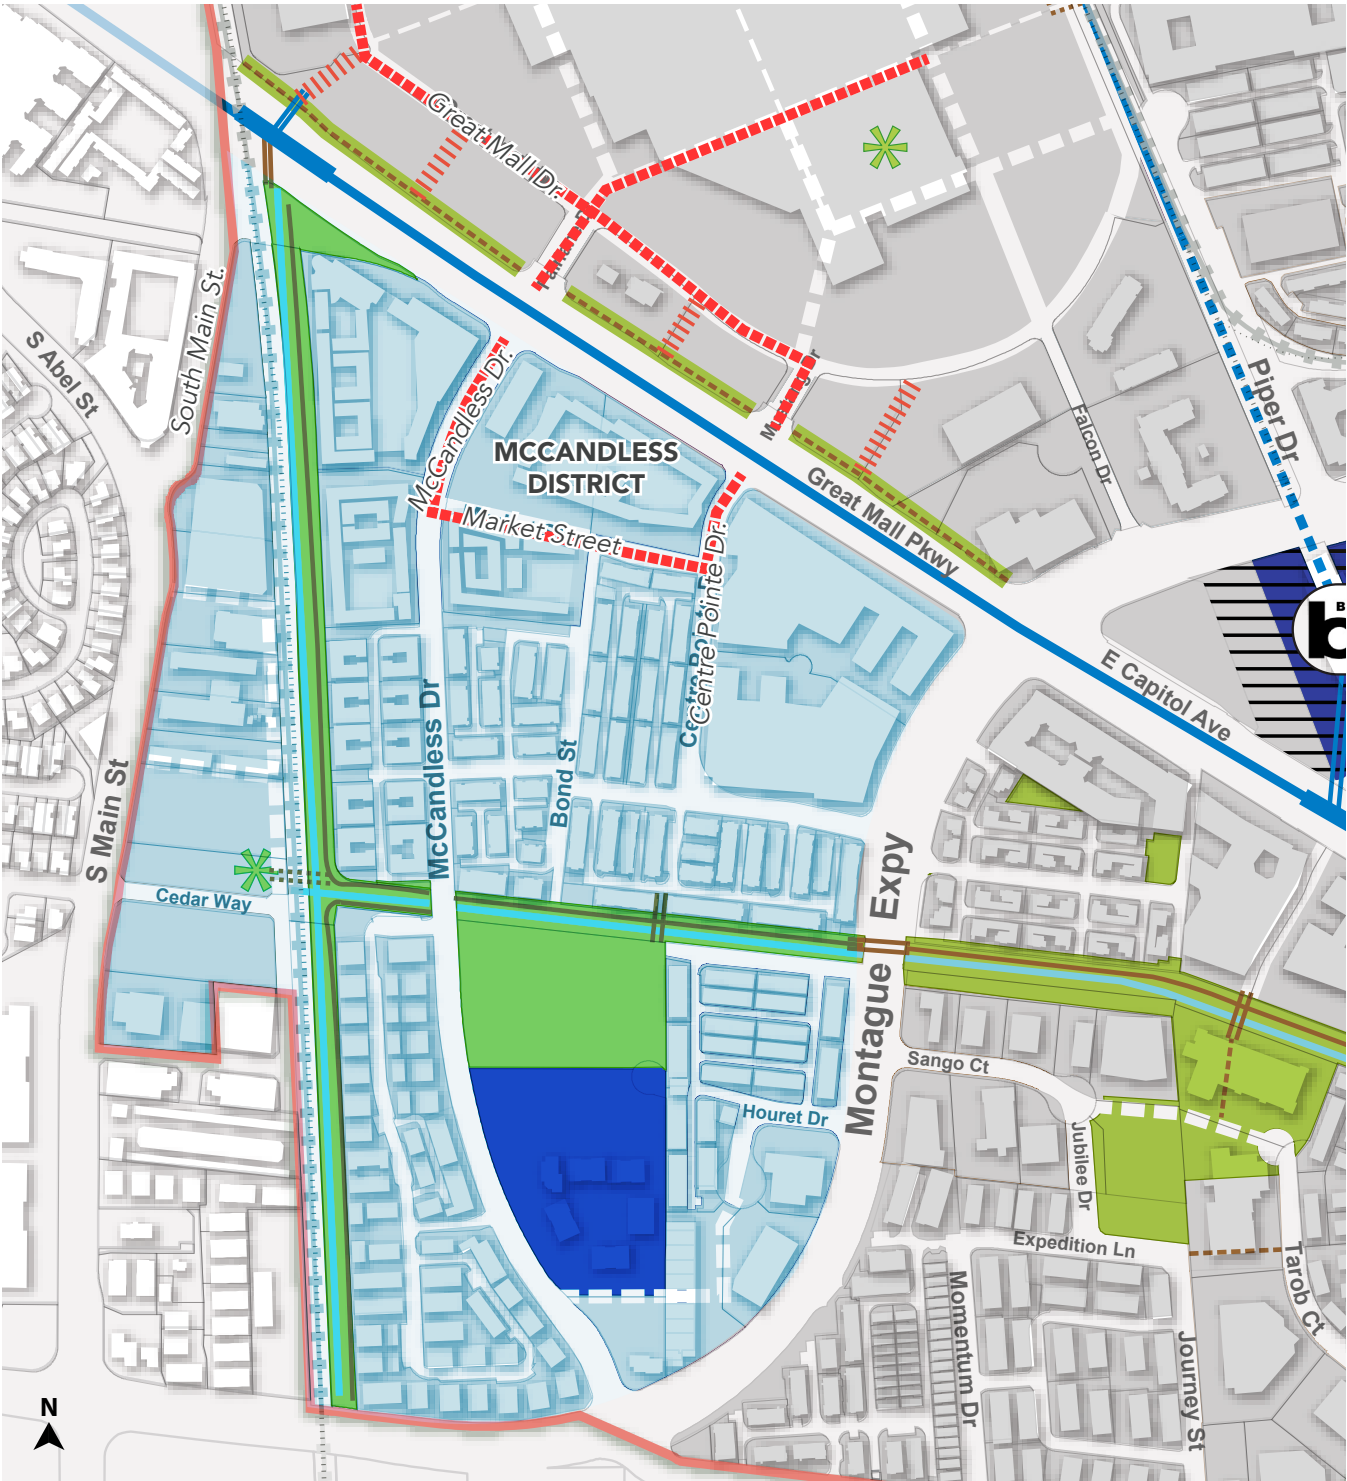 Great Mall Dr.
South Main St.
S Abel St
McCandless Dr.
MCCANDLESS
DISTRICT
Market Street
Centre Pointe Dr.
Great Mall Pkwy
Falcon Dr
Piper Dr
B
b
E Capitol Ave
McCandless Dr
Bond St
S Main St
Cedar Way
Montague Expy
Sango Ct
Houret Dr
Jubilee Dr
Expedition Ln
Tarob Ct
Momentum Dr
Journey St
N